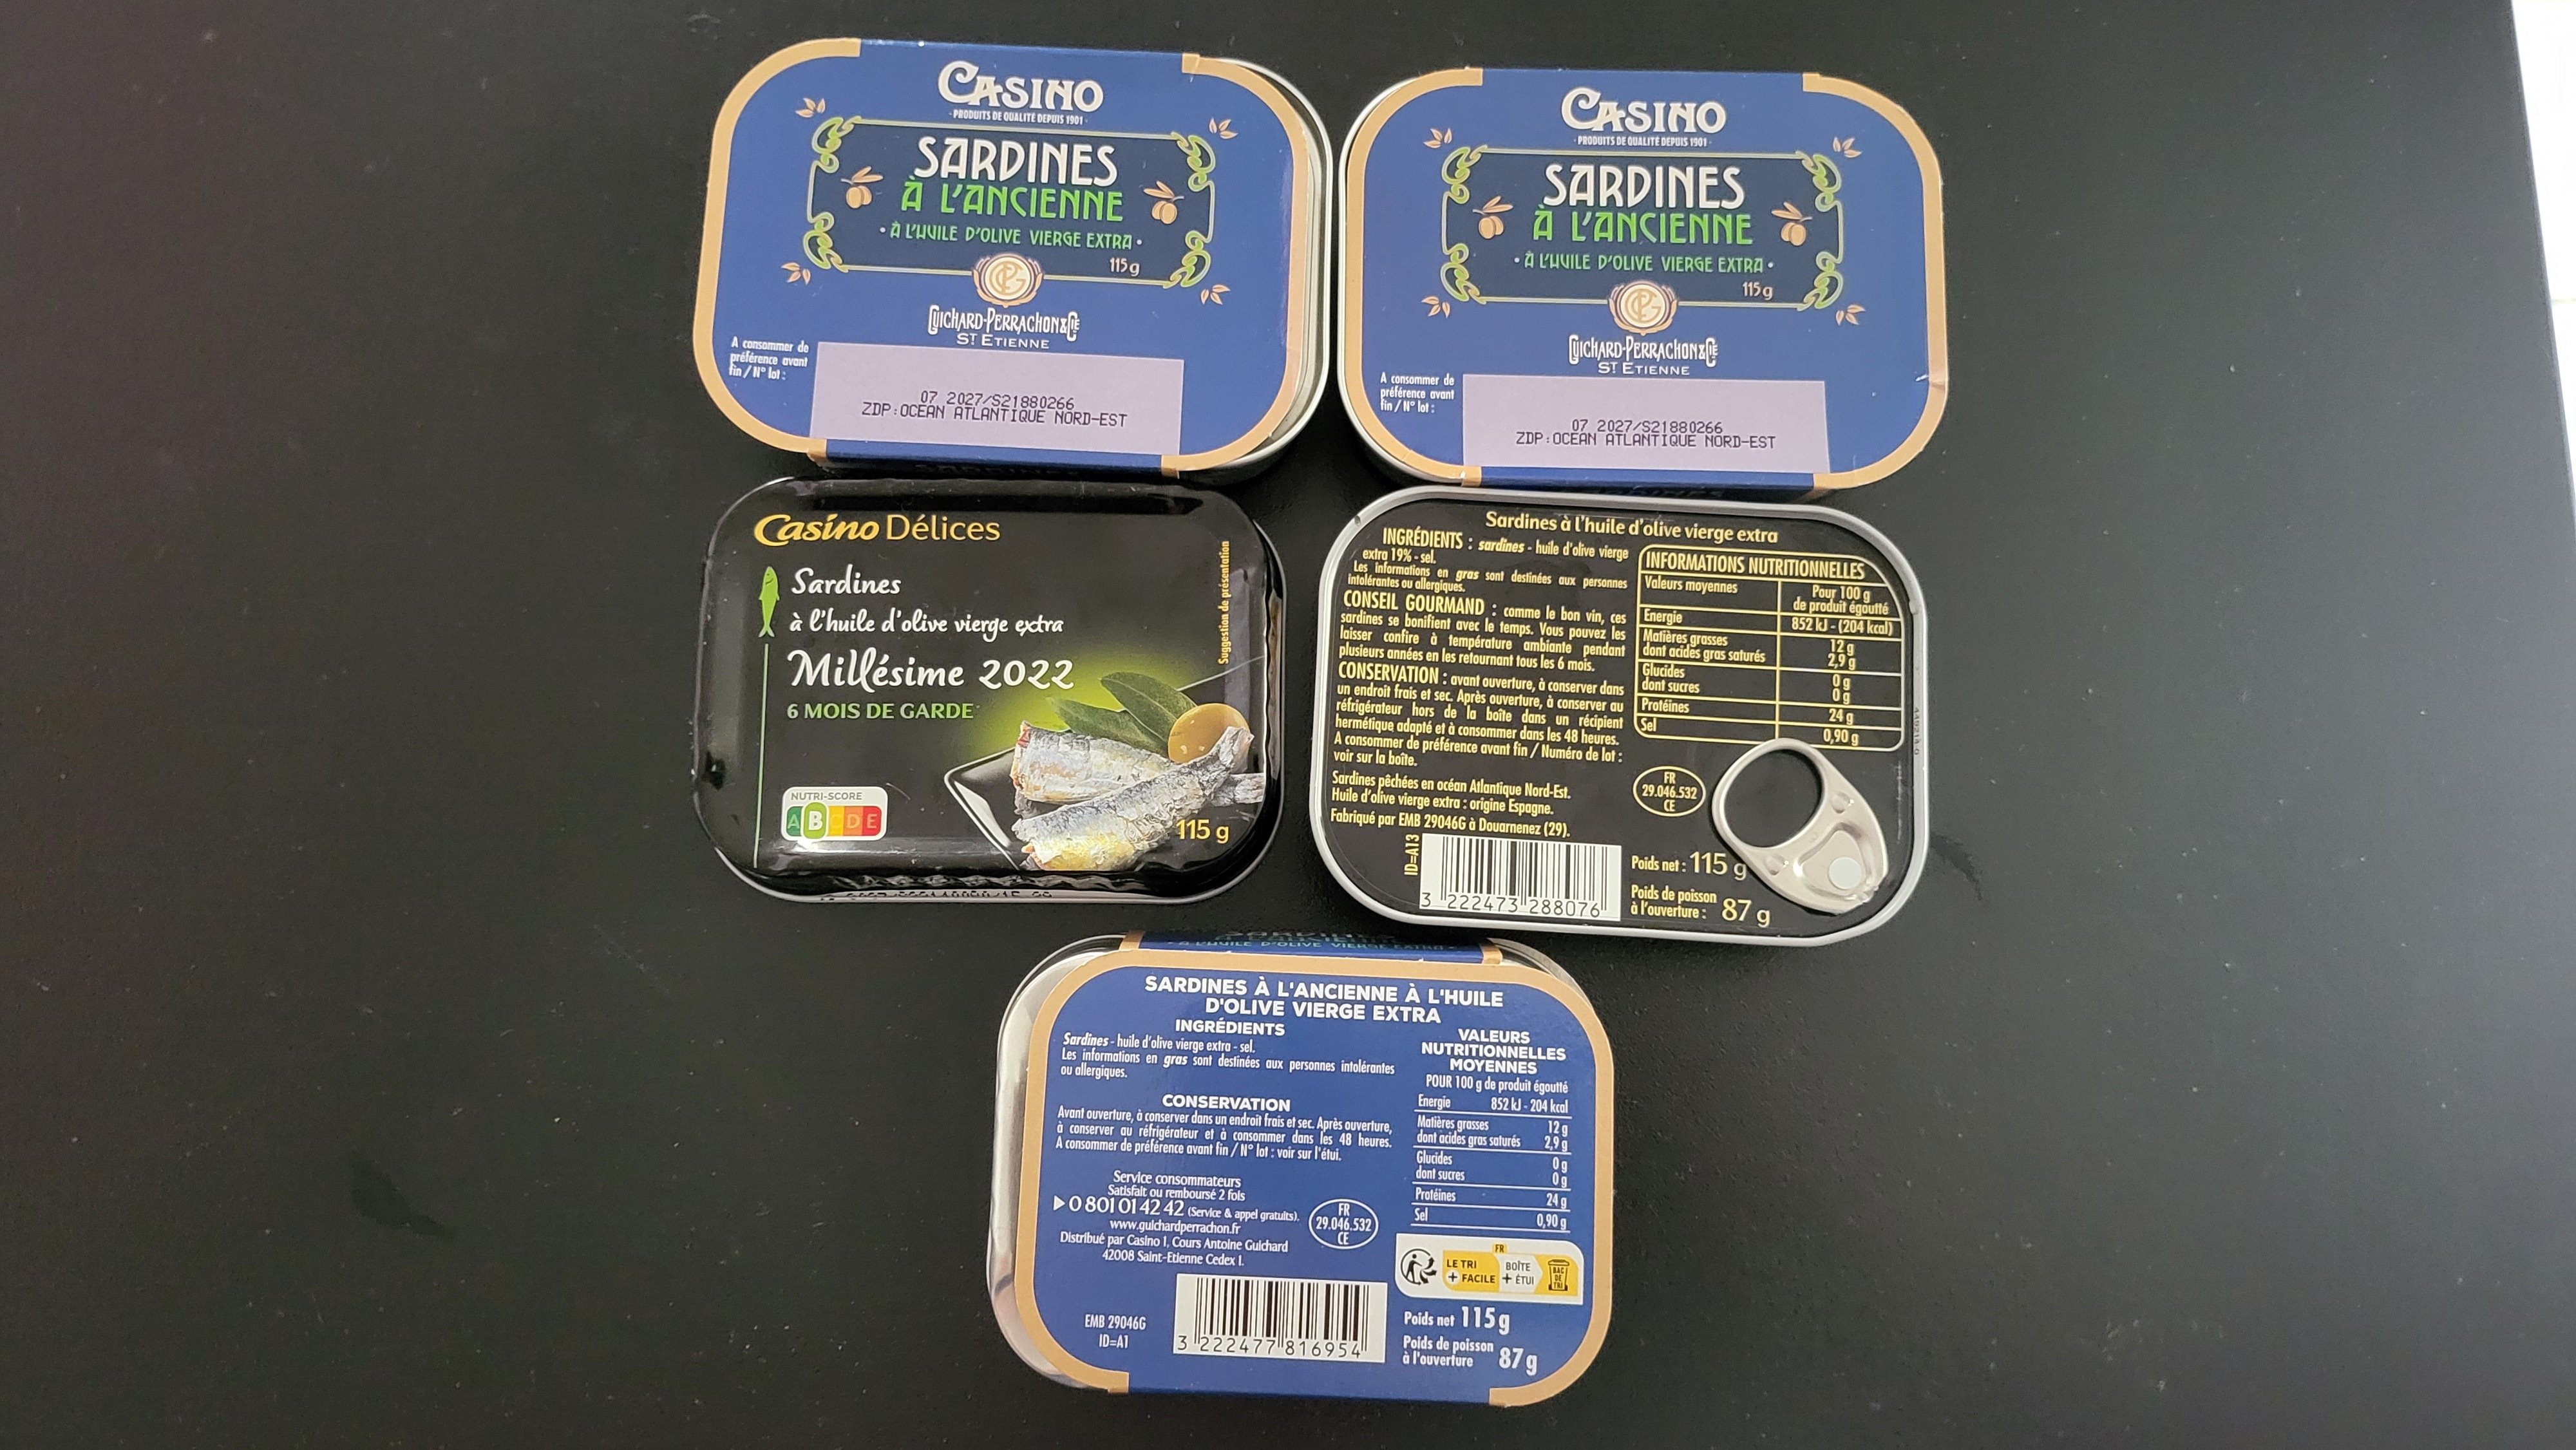 CASINO
· PRODUITS DE QUALITÉ DEPUIS 1901 ·
SARDINES
À L'ANCIENNE
• À L'HUILE D'OLIVE VIERGE EXTRA •
115g
CPG
GUICHARD-PERRACHON & CIE
ST ETIENNE
A consommer de
préférence avant
fin / N° lot :
07 2027/S21880266
ZDP:OCEAN ATLANTIQUE NORD-EST
CASINO
· PRODUITS DE QUALITÉ DEPUIS 1901 ·
SARDINES
À L'ANCIENNE
• À L'HUILE D'OLIVE VIERGE EXTRA •
115g
CPG
GUICHARD-PERRACHON & CIE
ST ETIENNE
A consommer de
préférence avant
fin / N° lot :
07 2027/S21880266
ZDP:OCEAN ATLANTIQUE NORD-EST
Casino Délices
Sardines
à l'huile d'olive vierge extra
Millésime 2022
6 MOIS DE GARDE
Suggestion de présentation
NUTRI-SCORE
A B C D E
115 g
Sardines à l'huile d'olive vierge extra
INGRÉDIENTS : sardines - huile d'olive vierge
extra 19% - sel.
Les informations en gras sont destinées aux personnes
intolérantes ou allergiques.
CONSEIL GOURMAND : comme le bon vin, ces
sardines se bonifient avec le temps. Vous pouvez les
laisser confire à température ambiante pendant
plusieurs années en les retournant tous les 6 mois.
CONSERVATION : avant ouverture, à conserver dans
un endroit frais et sec. Après ouverture, à conserver au
réfrigérateur hors de la boîte dans un récipient
hermétique adapté et à consommer dans les 48 heures.
A consommer de préférence avant fin / Numéro de lot :
voir sur la boîte.
Sardines pêchées en océan Atlantique Nord-Est.
Huile d'olive vierge extra : origine Espagne.
Fabriqué par EMB 29046G à Douarnenez (29).
INFORMATIONS NUTRITIONNELLES
Valeurs moyennes Pour 100 g
de produit égoutté
Energie 852 kJ - (204 kcal)
Matières grasses 12 g
dont acides gras saturés 2,9 g
Glucides 0 g
dont sucres 0 g
Protéines 24 g
Sel 0,90 g
FR
29.046.532
CE
ID=A13
3 222473 288076
Poids net : 115 g
Poids de poisson
à l'ouverture : 87 g
SARDINES À L'ANCIENNE À L'HUILE
D'OLIVE VIERGE EXTRA
INGRÉDIENTS
Sardines - huile d'olive vierge extra - sel.
Les informations en gras sont destinées aux personnes intolérantes
ou allergiques.
CONSERVATION
Avant ouverture, à conserver dans un endroit frais et sec. Après ouverture,
à conserver au réfrigérateur et à consommer dans les 48 heures.
A consommer de préférence avant fin / N° lot : voir sur l'étui.
Service consommateurs
Satisfait ou remboursé 2 fois
0 801 01 42 42 (Service & appel gratuits).
www.guichardperrachon.fr
Distribué par Casino 1, Cours Antoine Guichard
42008 Saint-Etienne Cedex 1.
FR
29.046.532
CE
VALEURS
NUTRITIONNELLES
MOYENNES
POUR 100 g de produit égoutté
Energie 852 kJ - 204 kcal
Matières grasses 12 g
dont acides gras saturés 2,9 g
Glucides 0 g
dont sucres 0 g
Protéines 24 g
Sel 0,90 g
FR
LE TRI
+ FACILE
BOÎTE
+ ÉTUI
BAC
DE
TRI
EMB 29046G
ID=A1
3 222477 816954
Poids net 115 g
Poids de poisson
à l'ouverture 87 g